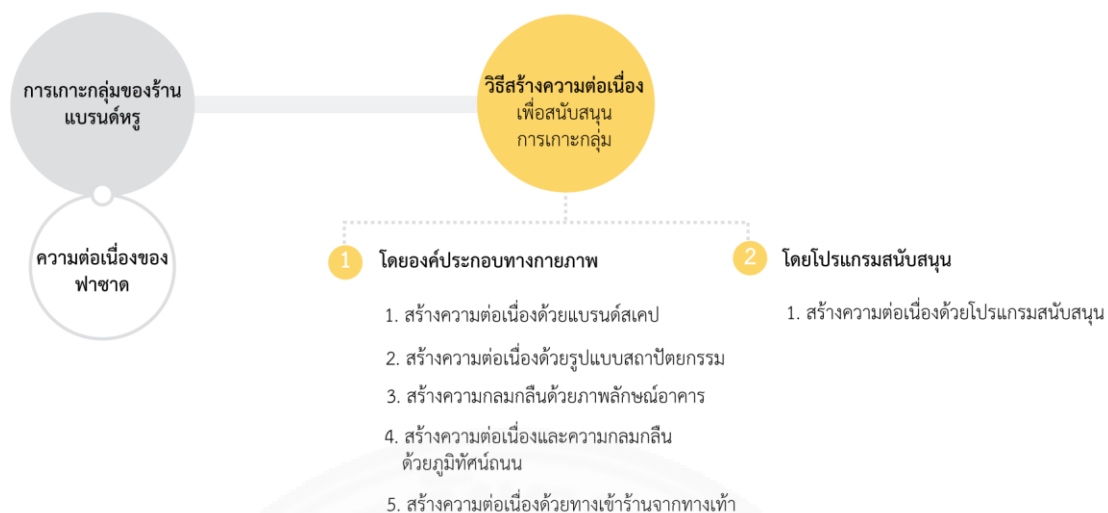 การเกาะกลุ่มของร้าน
แบรนด์หรู
ความต่อเนื่องของ
ฟาซาด
วิธีสร้างความต่อเนื่อง
เพื่อสนับสนุน
การเกาะกลุ่ม
1 โดยองค์ประกอบทางกายภาพ
1. สร้างความต่อเนื่องด้วยแบรนด์สเคป
2. สร้างความต่อเนื่องด้วยรูปแบบสถาปัตยกรรม
3. สร้างความกลมกลืนด้วยภาพลักษณ์อาคาร
4. สร้างความต่อเนื่องและความกลมกลืน
ด้วยภูมิทัศน์ถนน
5. สร้างความต่อเนื่องด้วยทางเข้าร้านจากทางเท้า
2 โดยโปรแกรมสนับสนุน
1. สร้างความต่อเนื่องด้วยโปรแกรมสนับสนุน